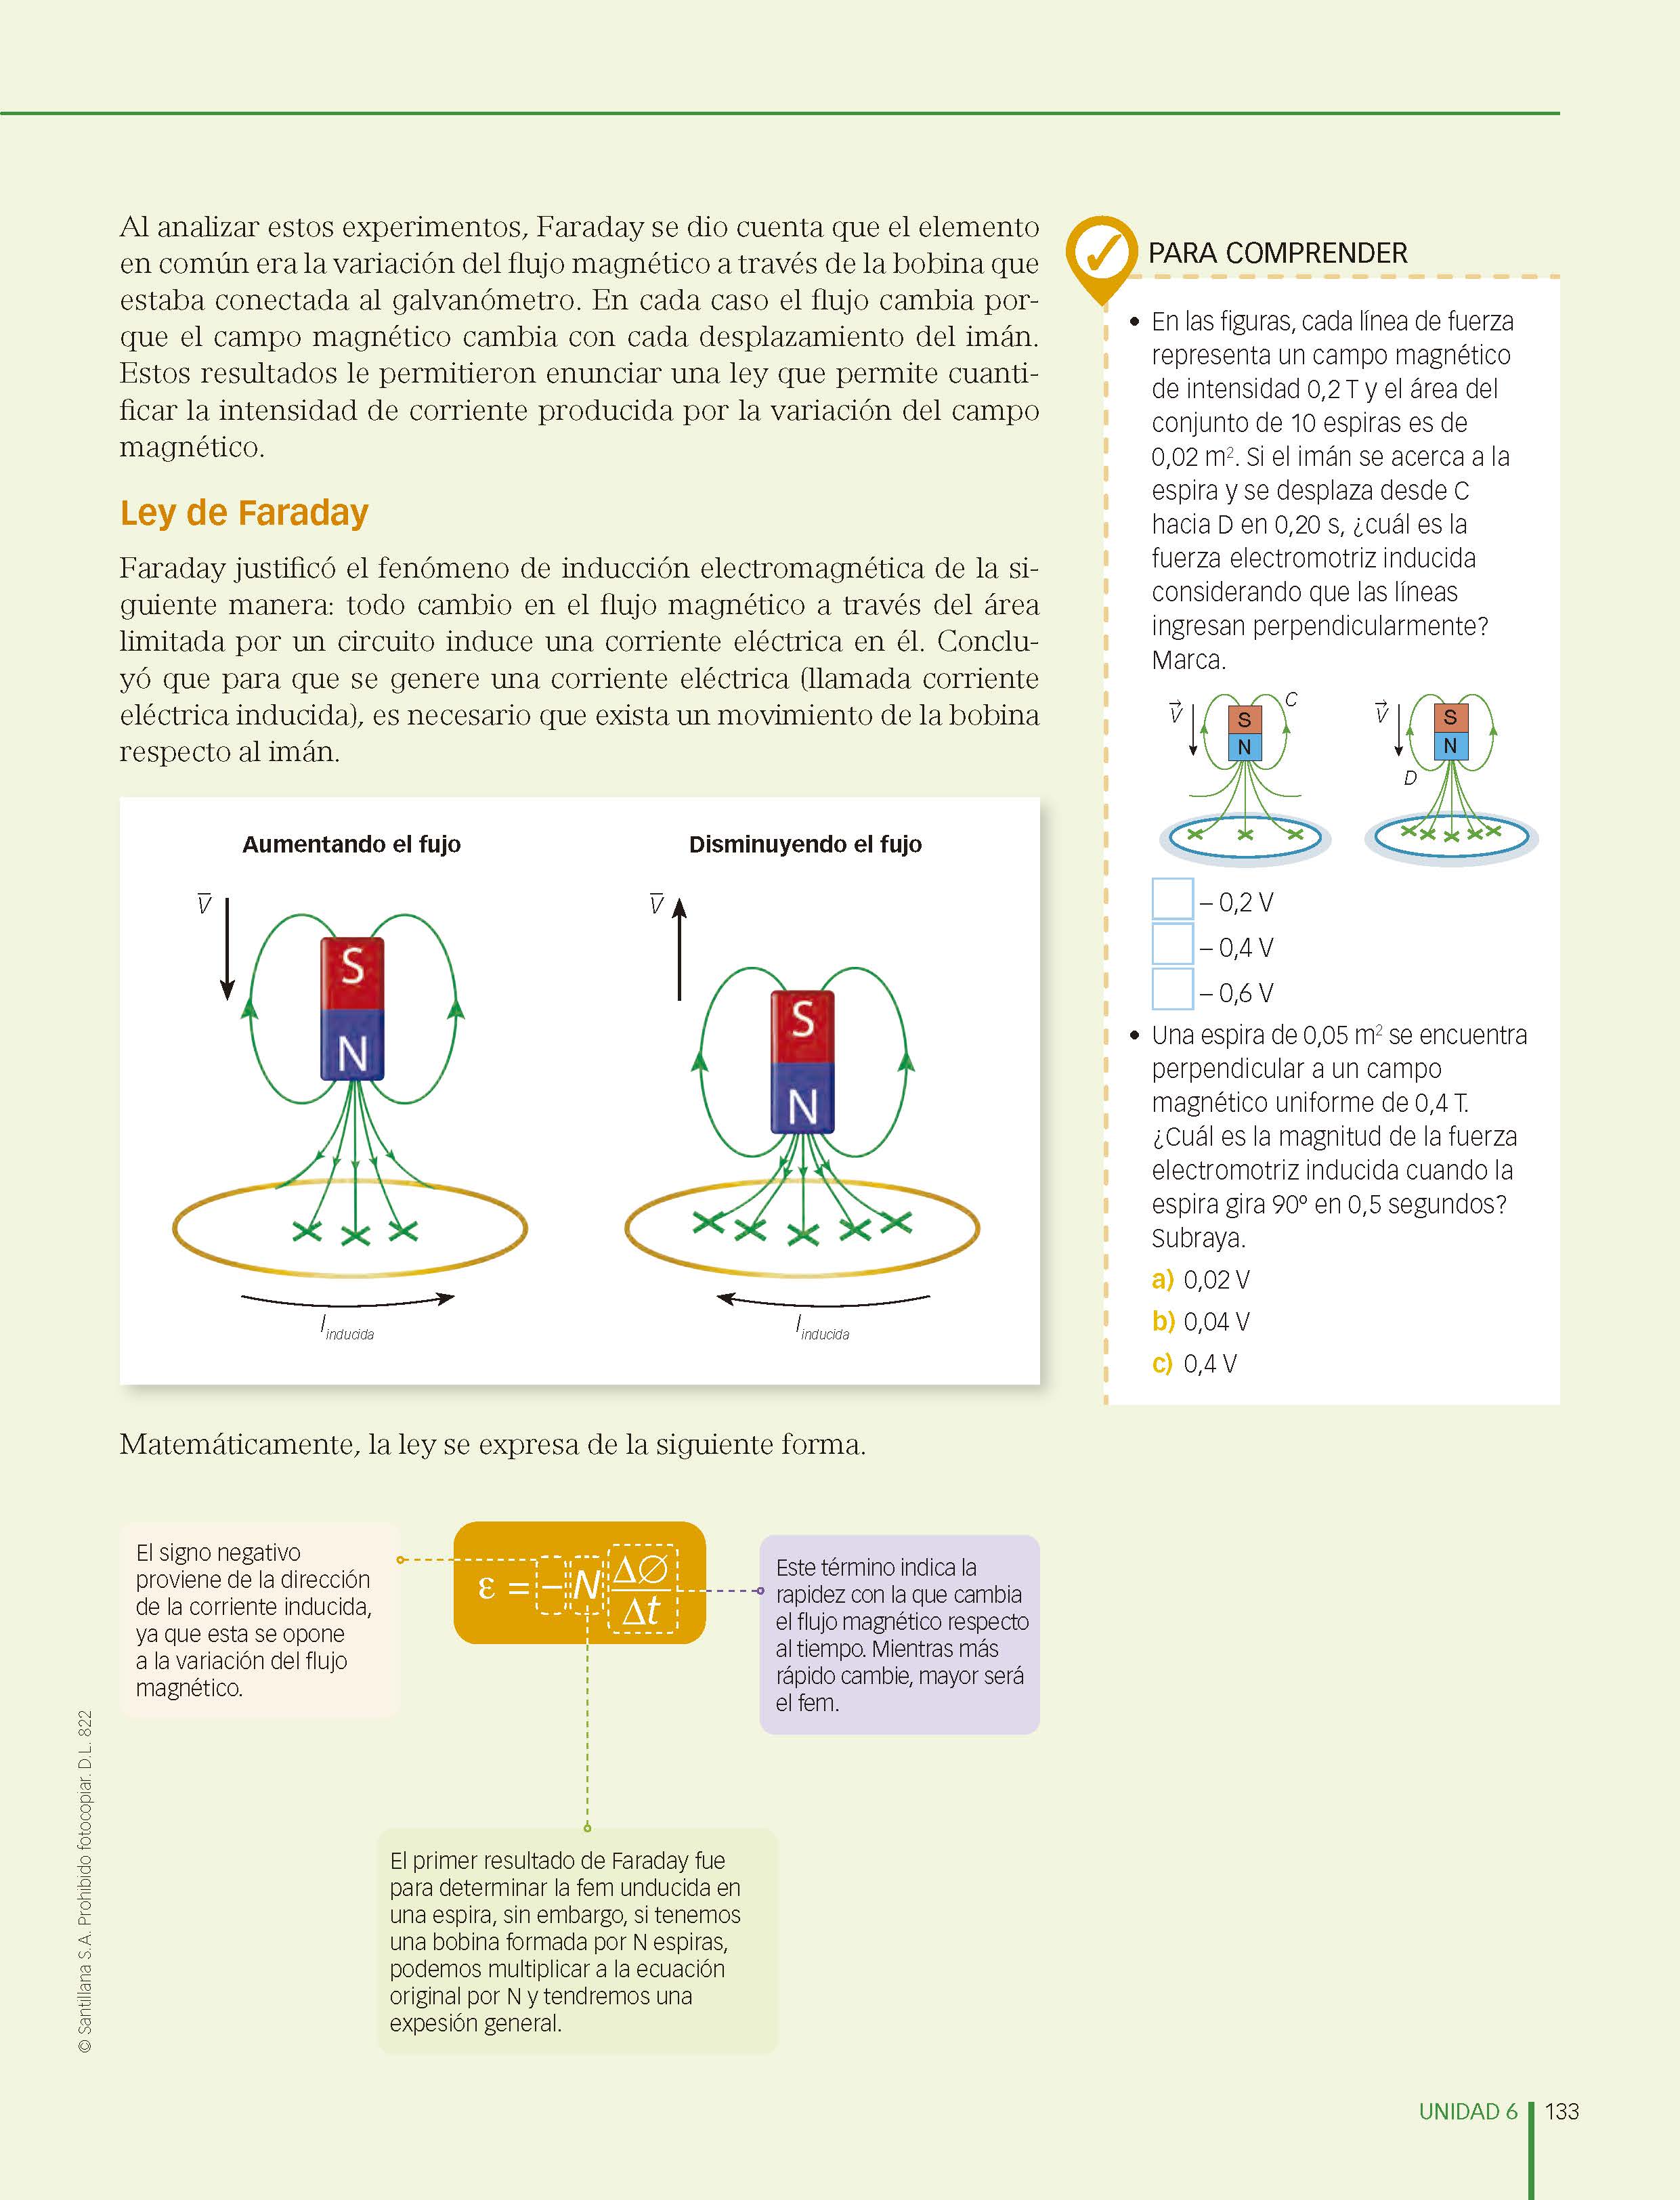 Al analizar estos experimentos, Faraday se dio cuenta que el elemento
en común era la variación del flujo magnético a través de la bobina que
estaba conectada al galvanómetro. En cada caso el flujo cambia por-
que el campo magnético cambia con cada desplazamiento del imán.
Estos resultados le permitieron enunciar una ley que permite cuanti-
ficar la intensidad de corriente producida por la variación del campo
magnético.
Ley de Faraday
Faraday justificó el fenómeno de inducción electromagnética de la si-
guiente manera: todo cambio en el flujo magnético a través del área
limitada por un circuito induce una corriente eléctrica en él. Conclu-
yó que para que se genere una corriente eléctrica (llamada corriente
eléctrica inducida), es necesario que exista un movimiento de la bobina
respecto al imán.
Aumentando el fujo
V
S
N
I inducida
Disminuyendo el fujo
V
S
N
I inducida
Matemáticamente, la ley se expresa de la siguiente forma.
El signo negativo
proviene de la dirección
de la corriente inducida,
ya que esta se opone
a la variación del flujo
magnético.
ε = – N ΔØ / Δt
Este término indica la
rapidez con la que cambia
el flujo magnético respecto
al tiempo. Mientras más
rápido cambie, mayor será
el fem.
El primer resultado de Faraday fue
para determinar la fem unducida en
una espira, sin embargo, si tenemos
una bobina formada por N espiras,
podemos multiplicar a la ecuación
original por N y tendremos una
expesión general.
PARA COMPRENDER
• En las figuras, cada línea de fuerza
representa un campo magnético
de intensidad 0,2 T y el área del
conjunto de 10 espiras es de
0,02 m². Si el imán se acerca a la
espira y se desplaza desde C
hacia D en 0,20 s, ¿cuál es la
fuerza electromotriz inducida
considerando que las líneas
ingresan perpendicularmente?
Marca.
V
S
N
C
V
S
N
D
– 0,2 V
– 0,4 V
– 0,6 V
• Una espira de 0,05 m² se encuentra
perpendicular a un campo
magnético uniforme de 0,4 T.
¿Cuál es la magnitud de la fuerza
electromotriz inducida cuando la
espira gira 90º en 0,5 segundos?
Subraya.
a) 0,02 V
b) 0,04 V
c) 0,4 V
© Santillana S.A. Prohibido fotocopiar. D.L. 822
UNIDAD 6 133